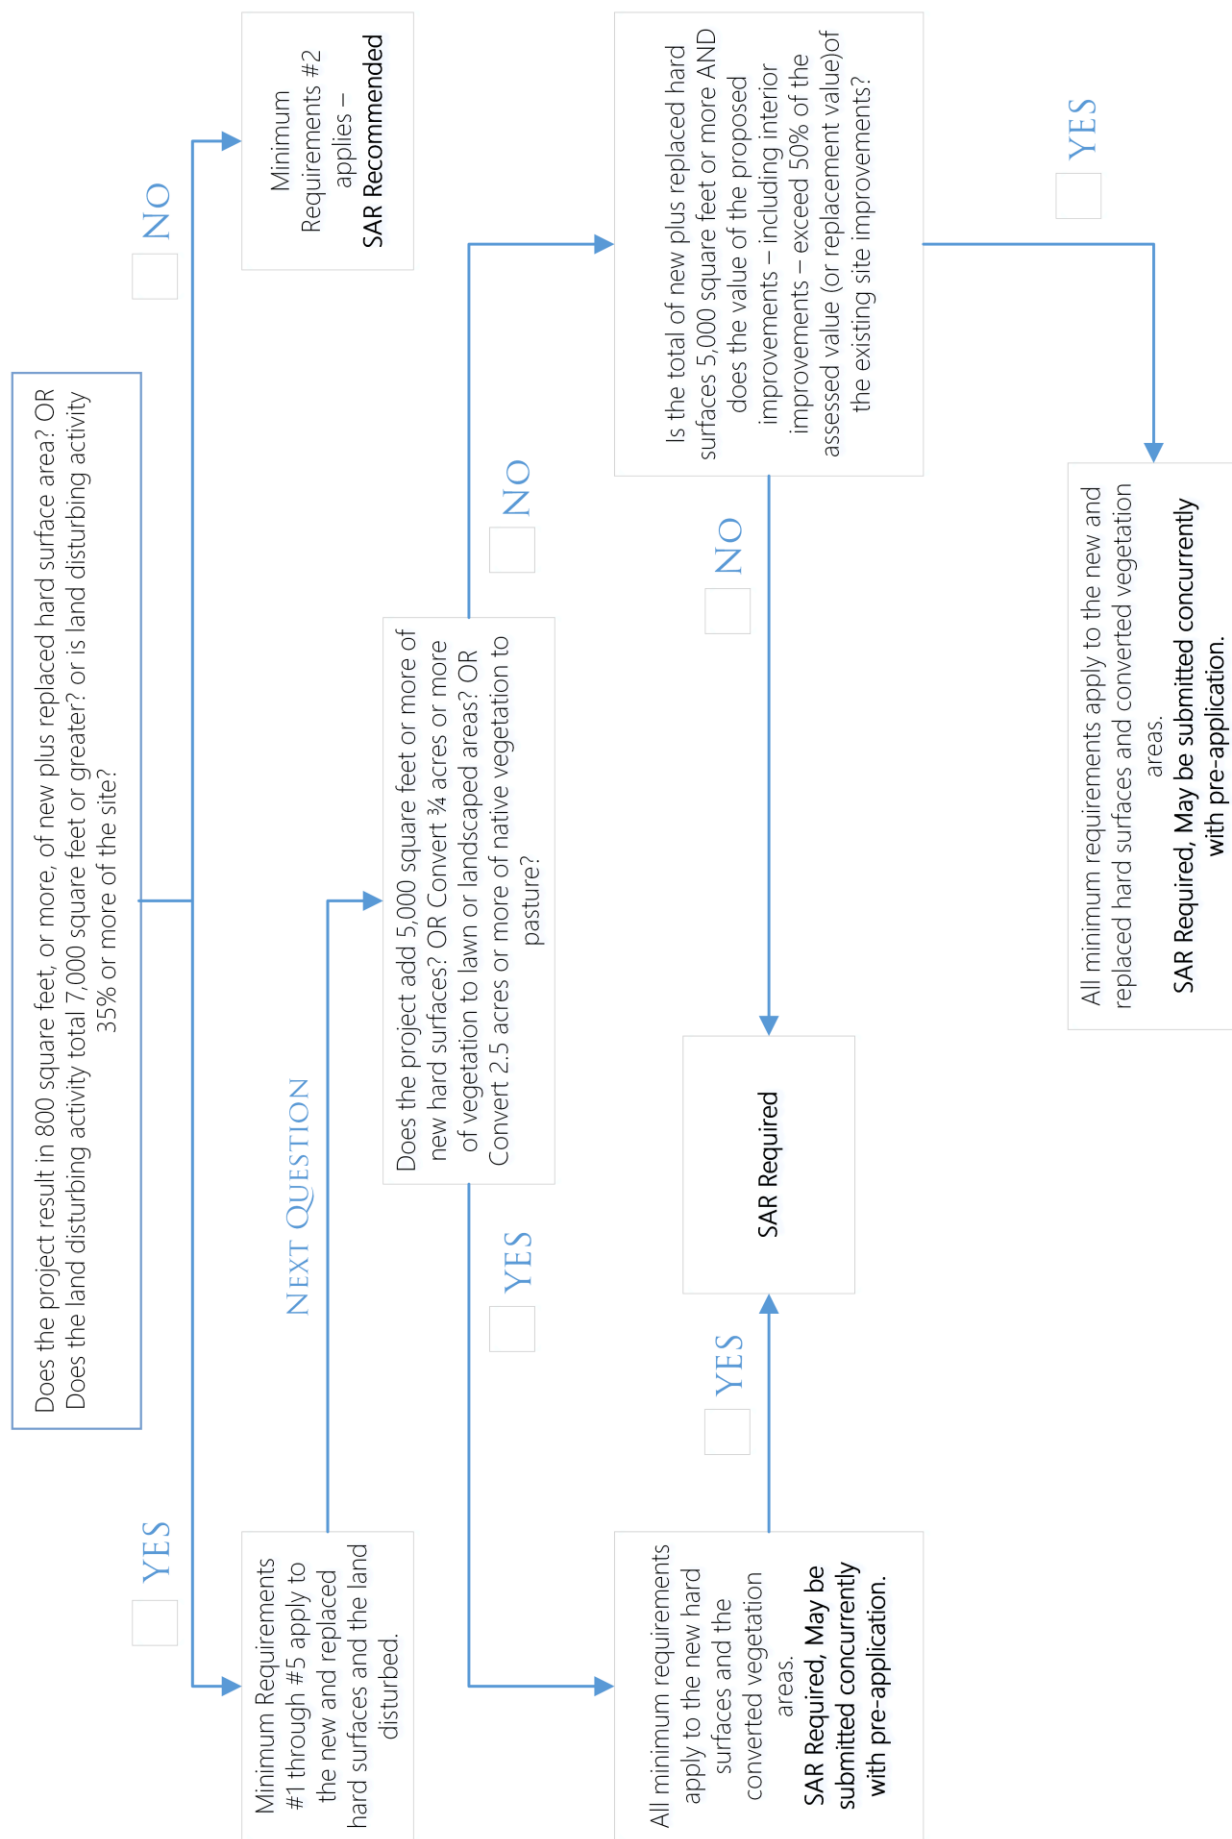 Does the project result in 800 square feet, or more, of new plus replaced hard surface area? OR
Does the land disturbing activity total 7,000 square feet or greater? or is land disturbing activity
35% or more of the site?
YES
NO
Minimum Requirements
#1 through #5 apply to
the new and replaced
hard surfaces and the land
disturbed.
NEXT QUESTION
Minimum
Requirements #2
applies –
SAR Recommended
Does the project add 5,000 square feet or more of
new hard surfaces? OR Convert ¾ acres or more
of vegetation to lawn or landscaped areas? OR
Convert 2.5 acres or more of native vegetation to
pasture?
YES
NO
All minimum requirements
apply to the new hard
surfaces and the
converted vegetation
areas.
SAR Required, May be
submitted concurrently
with pre-application.
YES
SAR Required
NO
Is the total of new plus replaced hard
surfaces 5,000 square feet or more AND
does the value of the proposed
improvements – including interior
improvements – exceed 50% of the
assessed value (or replacement value)of
the existing site improvements?
YES
All minimum requirements apply to the new and
replaced hard surfaces and converted vegetation
areas.
SAR Required, May be submitted concurrently
with pre-application.